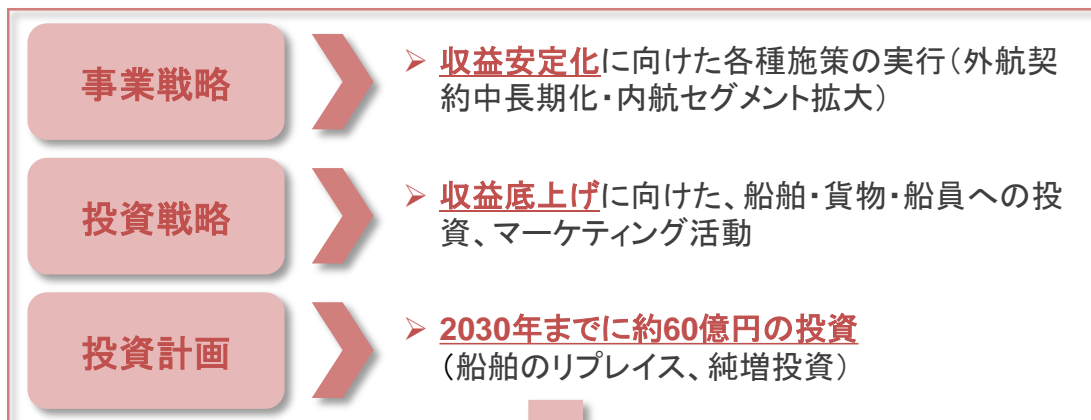 事業戦略
➢ 収益安定化に向けた各種施策の実行（外航契
約中長期化・内航セグメント拡大）
投資戦略
➢ 収益底上げに向けた、船舶・貨物・船員への投
資、マーケティング活動
投資計画
➢ 2030年までに約60億円の投資
（船舶のリプレイス、純増投資）